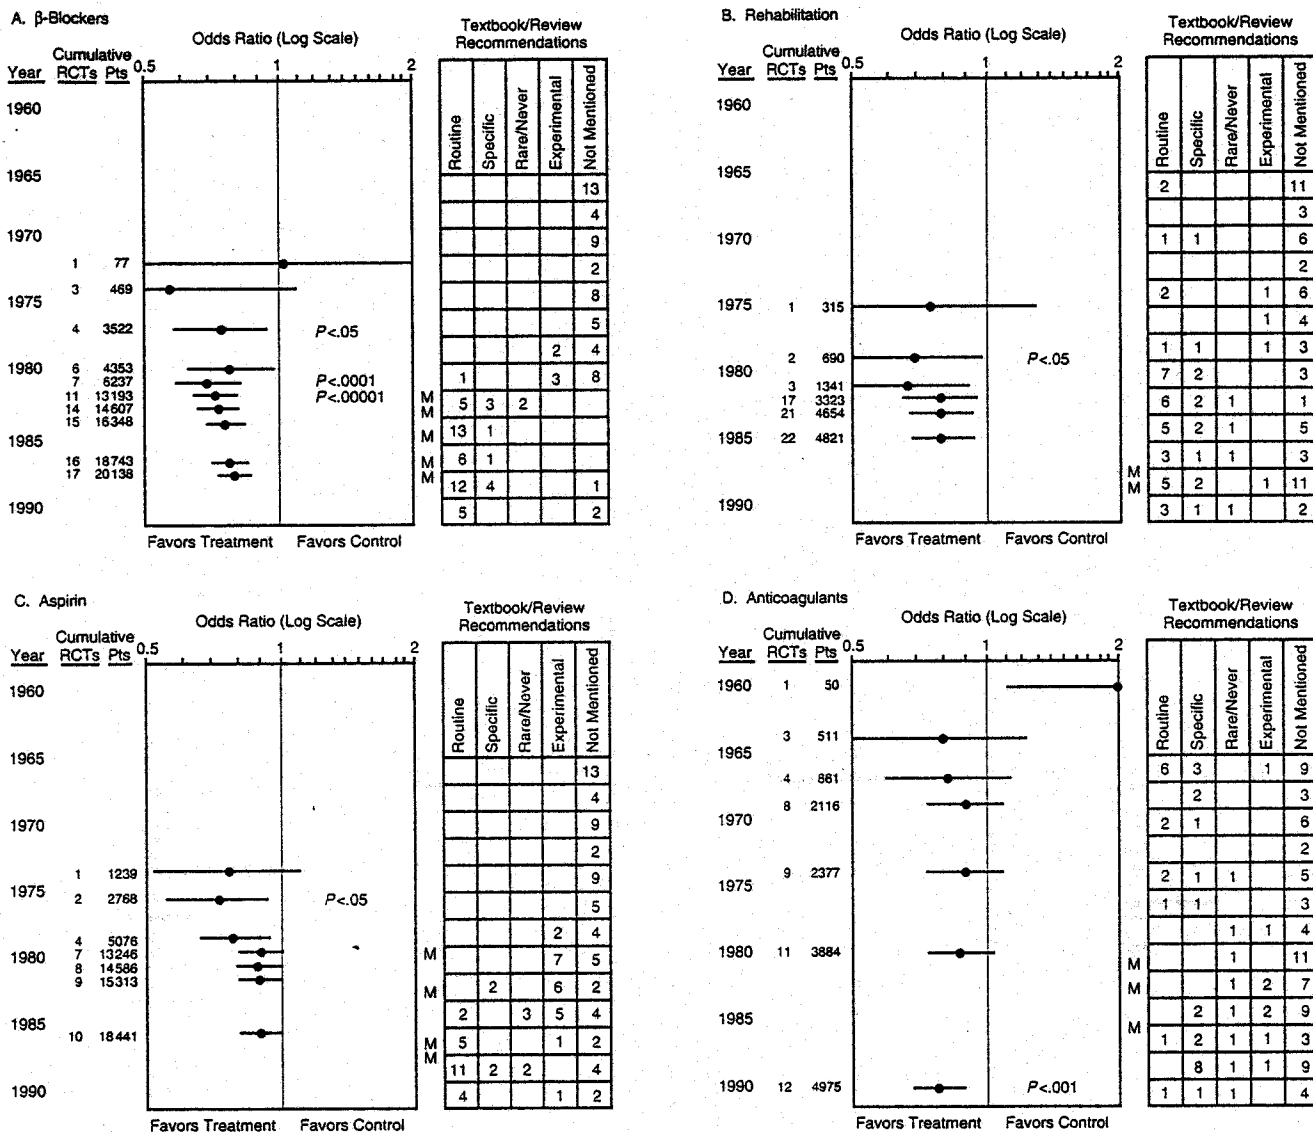 A. β-Blockers
Odds Ratio (Log Scale)
Textbook/Review
Recommendations
Cumulative
Year RCTs Pts 0.5 1 2
Routine Specific Rare/Never Experimental Not Mentioned
1960
1965
13
4
1970
9
1 77 2
3 469 8
1975
4 3522 P<.05 5
2 4
1980 6 4353
7 6237 P<.0001 1 3 8
11 13193 P<.00001 M
14 14607 M 5 3 2
15 16348
1985 M 13 1
16 18743 M 6 1
17 20138 M
12 4 1
1990 5 2
Favors Treatment Favors Control
B. Rehabilitation
Odds Ratio (Log Scale)
Textbook/Review
Recommendations
Cumulative
Year RCTs Pts 0.5 1 2
Routine Specific Rare/Never Experimental Not Mentioned
1960
1965
2 11
3
1970 1 1 6
2
2 1 6
1975 1 315
1 4
2 690 P<.05 1 1 1 3
1980
3 1341 7 2 3
17 3323 6 2 1 1
21 4654
5 2 1 5
1985 22 4821
3 1 1 3
M
M 5 2 1 11
1990 3 1 1 2
Favors Treatment Favors Control
C. Aspirin
Odds Ratio (Log Scale)
Textbook/Review
Recommendations
Cumulative
Year RCTs Pts 0.5 1 2
Routine Specific Rare/Never Experimental Not Mentioned
1960
1965
13
4
1970
9
2
1 1239 9
1975
2 2768 P<.05 5
4 5076 2 4
7 13246 M 7 5
1980
8 14586
9 15313 M 2 6 2
2 3 5 4
1985
10 18441 M 5 1 2
M
11 2 2 4
1990 4 1 2
Favors Treatment Favors Control
D. Anticoagulants
Odds Ratio (Log Scale)
Textbook/Review
Recommendations
Cumulative
Year RCTs Pts 0.5 1 2
Routine Specific Rare/Never Experimental Not Mentioned
1960 1 50
3 511
1965
6 3 1 9
4 861
2 3
8 2116
1970 2 1 6
2
9 2377 2 1 1 5
1975
1 1 3
1 1 4
1980 11 3884 1 11
M
M 1 2 7
2 1 2 9
1985
M 1 2 1 1 3
8 1 1 9
1990 12 4975 P<.001 1 1 1 4
Favors Treatment Favors Control